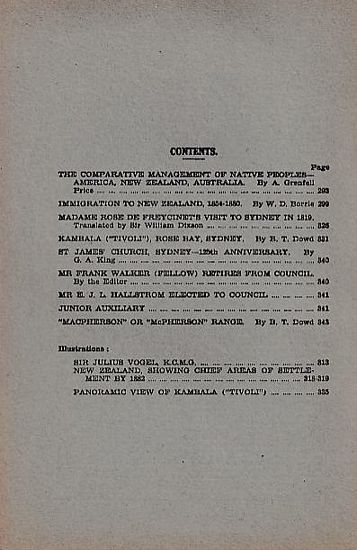 CONTENTS.
Page
THE COMPARATIVE MANAGEMENT OF NATIVE PEOPLES—
AMERICA, NEW ZEALAND, AUSTRALIA. By A. Grenfell
Price ... 293
IMMIGRATION TO NEW ZEALAND, 1854-1880. By W. D. Borrie 299
MADAME ROSE DE FREYCINET'S VISIT TO SYDNEY IN 1819.
Translated by Sir William Dixson ... 326
KAMBALA ("TIVOLI"), ROSE BAY, SYDNEY. By B. T. Dowd 331
ST JAMES' CHURCH, SYDNEY—125th ANNIVERSARY. By
G. A. King ... 340
MR FRANK WALKER (FELLOW) RETIRES FROM COUNCIL.
By the Editor ... 340
MR E. J. L. HALLSTROM ELECTED TO COUNCIL ... 341
JUNIOR AUXILIARY ... 341
"MACPHERSON" OR "McPHERSON" RANGE. By B. T. Dowd 343
Illustrations :
SIR JULIUS VOGEL, K.C.M.G. ... 313
NEW ZEALAND, SHOWING CHIEF AREAS OF SETTLE-
MENT BY 1882 ... 318-319
PANORAMIC VIEW OF KAMBALA ("TIVOLI") ... 335